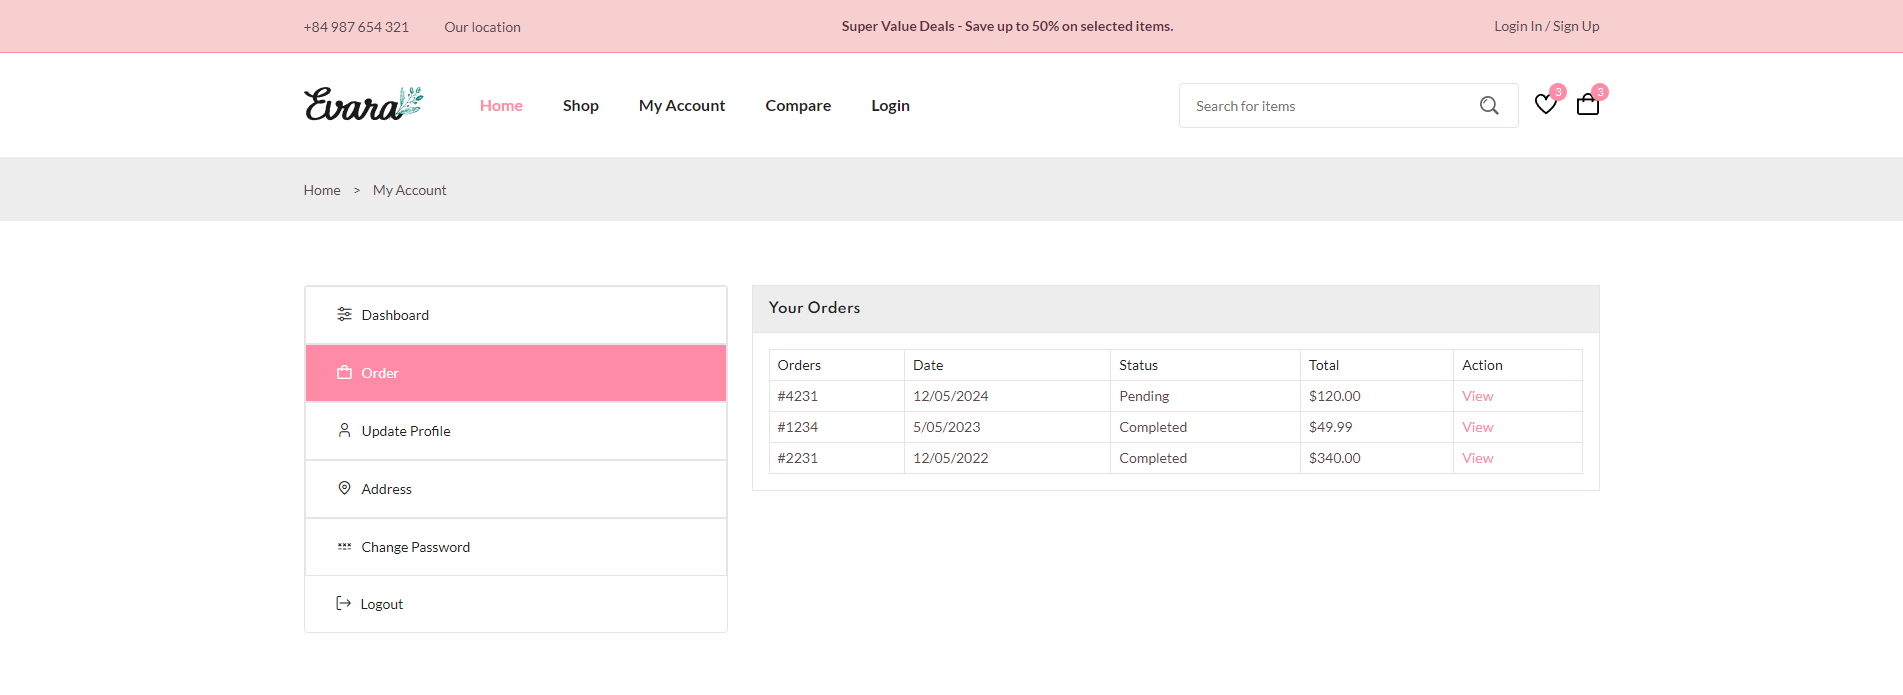 +84 987 654 321 Our location Super Value Deals - Save up to 50% on selected items. Login In / Sign Up
Evara Home Shop My Account Compare Login Search for items 3 3
Home > My Account
Dashboard
Order
Update Profile
Address
Change Password
Logout
Your Orders
Orders Date Status Total Action
#4231 12/05/2024 Pending $120.00 View
#1234 5/05/2023 Completed $49.99 View
#2231 12/05/2022 Completed $340.00 View